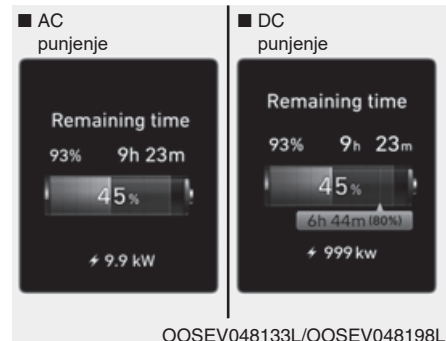 ■ AC
punjenje
Remaining time
93% 9h 23m
45%
9.9 kW
■ DC
punjenje
Remaining time
93% 9h 23m
45%
6h 44m (80%)
999 kw
OOSEV048133L/OOSEV048198L